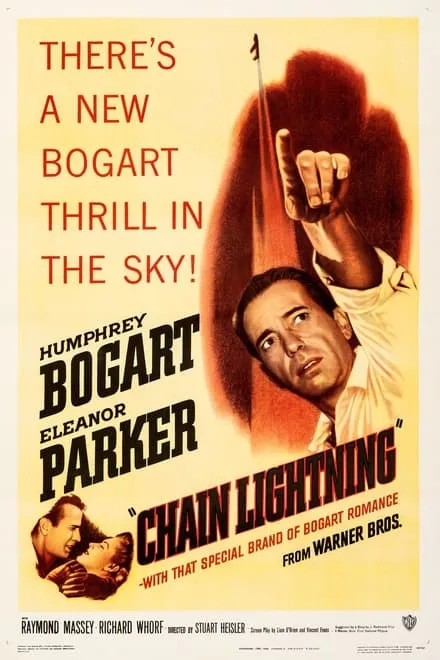 THERE'S
A NEW
BOGART
THRILL IN
THE SKY!
HUMPHREY
BOGART
ELEANOR
PARKER
"CHAIN LIGHTNING"
-WITH THAT SPECIAL BRAND OF BOGART ROMANCE
FROM WARNER BROS.
WITH
RAYMOND MASSEY · RICHARD WHORF DIRECTED BY STUART HEISLER Screen Play by Liam O'Brien and Vincent Evans